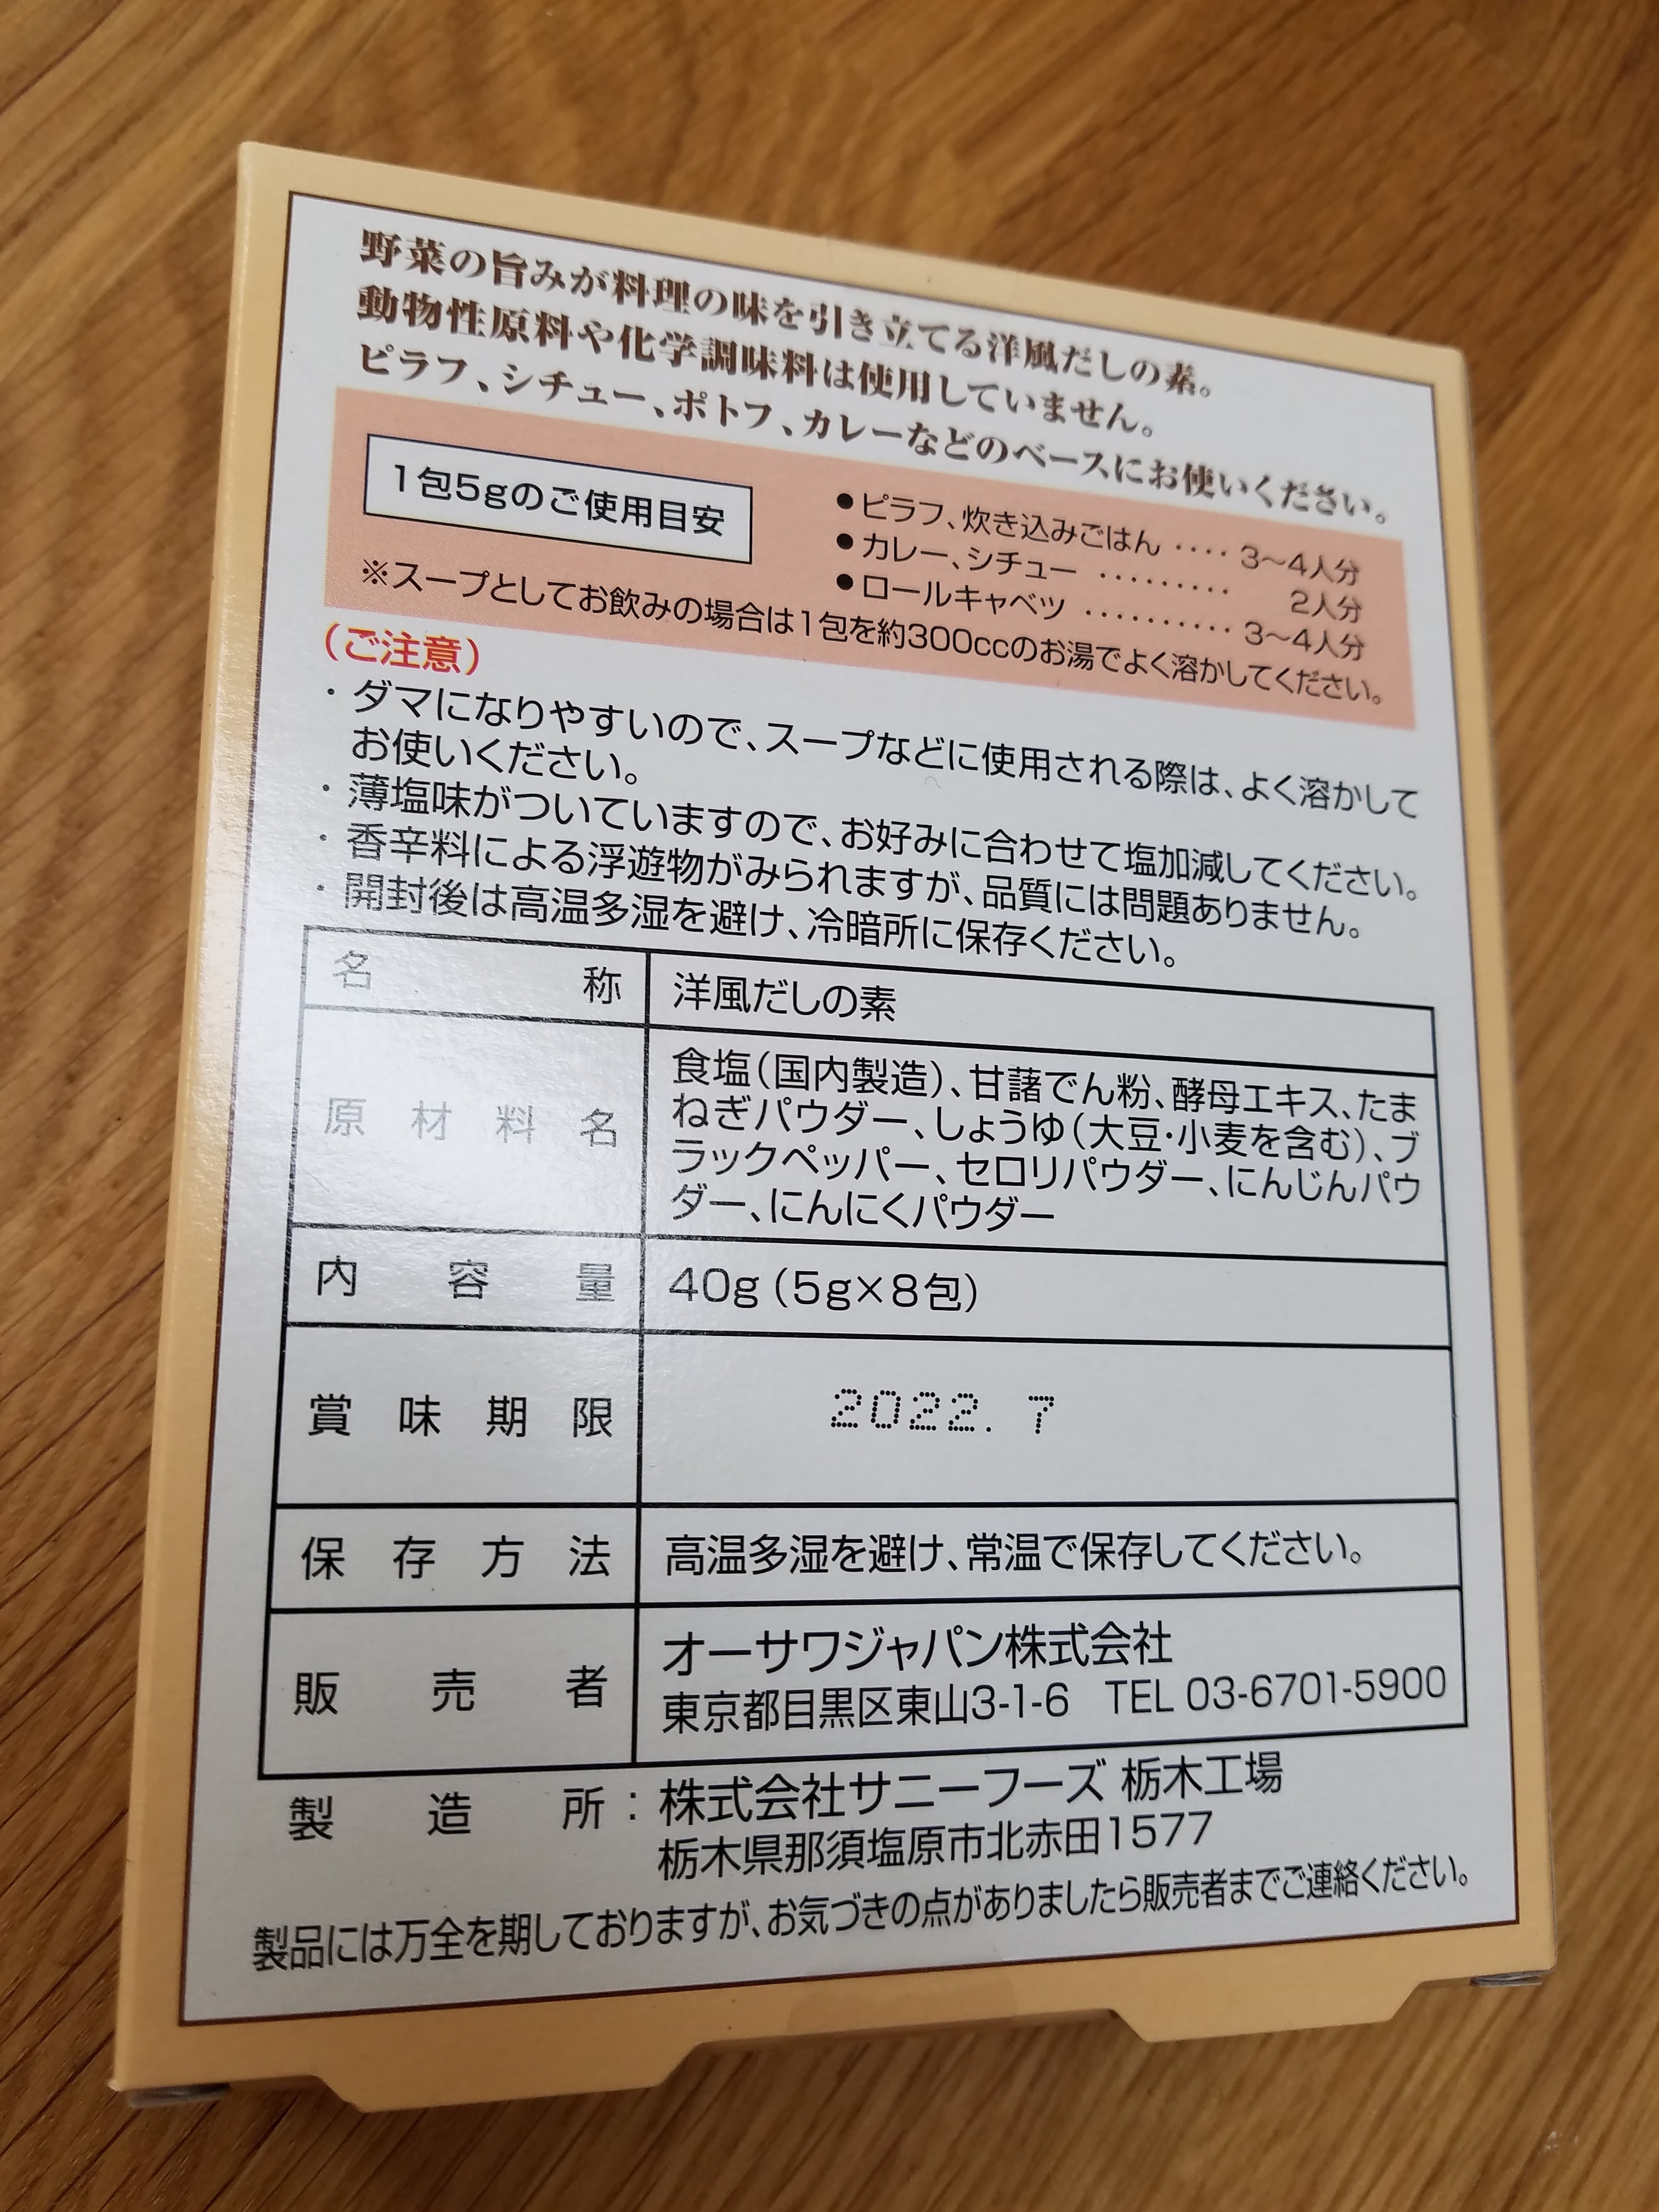 野菜の旨みが料理の味を引き立てる洋風だしの素。
動物性原料や化学調味料は使用していません。
ピラフ、シチュー、ポトフ、カレーなどのベースにお使いください。
1包5gのご使用目安
●ピラフ、炊き込みごはん ‥‥ 3〜4人分
●カレー、シチュー ‥‥‥‥‥ 2人分
●ロールキャベツ ‥‥‥‥‥‥ 3〜4人分
※スープとしてお飲みの場合は1包を約300ccのお湯でよく溶かしてください。
(ご注意)
・ダマになりやすいので、スープなどに使用される際は、よく溶かして
お使いください。
・薄塩味がついていますので、お好みに合わせて塩加減してください。
・香辛料による浮遊物がみられますが、品質には問題ありません。
・開封後は高温多湿を避け、冷暗所に保存ください。
名称 洋風だしの素
原材料名 食塩(国内製造)、甘藷でん粉、酵母エキス、たま
ねぎパウダー、しょうゆ(大豆・小麦を含む)、ブ
ラックペッパー、セロリパウダー、にんじんパウ
ダー、にんにくパウダー
内容量 40g (5g×8包)
賞味期限 2022. 7
保存方法 高温多湿を避け、常温で保存してください。
販売者 オーサワジャパン株式会社
東京都目黒区東山3-1-6 TEL 03-6701-5900
製造所:株式会社サニーフーズ 栃木工場
栃木県那須塩原市北赤田1577
製品には万全を期しておりますが、お気づきの点がありましたら販売者までご連絡ください。